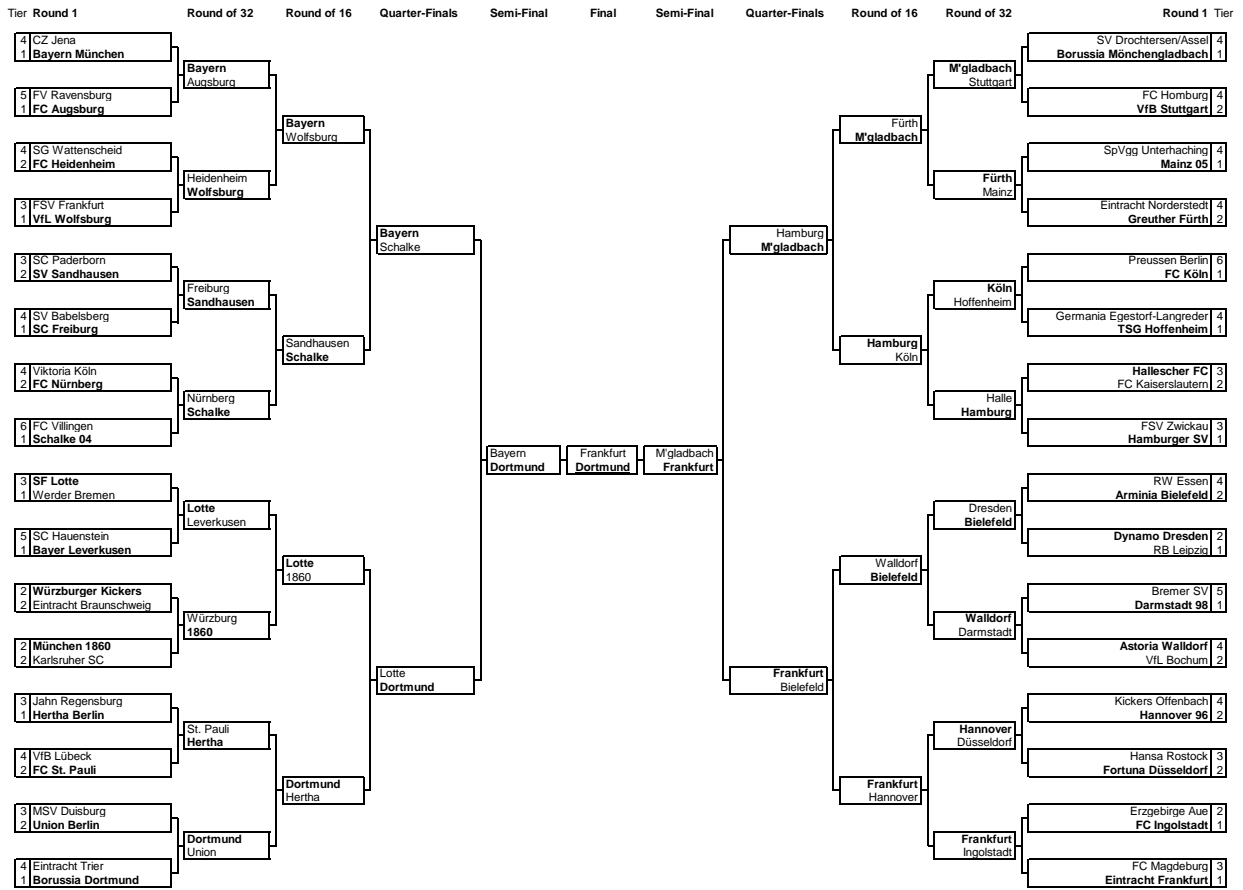 Tier Round 1 Round of 32 Round of 16 Quarter-Finals Semi-Final Final Semi-Final Quarter-Finals Round of 16 Round of 32 Round 1 Tier
4 CZ Jena
1 Bayern München
5 FV Ravensburg
1 FC Augsburg
4 SG Wattenscheid
2 FC Heidenheim
3 FSV Frankfurt
1 VfL Wolfsburg
3 SC Paderborn
2 SV Sandhausen
4 SV Babelsberg
1 SC Freiburg
4 Viktoria Köln
2 FC Nürnberg
6 FC Villingen
1 Schalke 04
3 SF Lotte
1 Werder Bremen
5 SC Hauenstein
1 Bayer Leverkusen
2 Würzburger Kickers
2 Eintracht Braunschweig
2 München 1860
2 Karlsruher SC
3 Jahn Regensburg
1 Hertha Berlin
4 VfB Lübeck
2 FC St. Pauli
3 MSV Duisburg
2 Union Berlin
4 Eintracht Trier
1 Borussia Dortmund
Bayern
Augsburg
Heidenheim
Wolfsburg
Freiburg
Sandhausen
Nürnberg
Schalke
Lotte
Leverkusen
Würzburg
1860
St. Pauli
Hertha
Dortmund
Union
Bayern
Wolfsburg
Sandhausen
Schalke
Lotte
1860
Dortmund
Hertha
Bayern
Schalke
Lotte
Dortmund
Bayern
Dortmund
Frankfurt
Dortmund
M'gladbach
Frankfurt
Hamburg
M'gladbach
Frankfurt
Bielefeld
Fürth
M'gladbach
Hamburg
Köln
Walldorf
Bielefeld
Frankfurt
Hannover
M'gladbach
Stuttgart
Fürth
Mainz
Köln
Hoffenheim
Halle
Hamburg
Dresden
Bielefeld
Walldorf
Darmstadt
Hannover
Düsseldorf
Frankfurt
Ingolstadt
SV Drochtersen/Assel 4
Borussia Mönchengladbach 1
FC Homburg 4
VfB Stuttgart 2
SpVgg Unterhaching 4
Mainz 05 1
Eintracht Norderstedt 4
Greuther Fürth 2
Preussen Berlin 6
FC Köln 1
Germania Egestorf-Langreder 4
TSG Hoffenheim 1
Hallescher FC 3
FC Kaiserslautern 2
FSV Zwickau 3
Hamburger SV 1
RW Essen 4
Arminia Bielefeld 2
Dynamo Dresden 2
RB Leipzig 1
Bremer SV 5
Darmstadt 98 1
Astoria Walldorf 4
VfL Bochum 2
Kickers Offenbach 4
Hannover 96 2
Hansa Rostock 3
Fortuna Düsseldorf 2
Erzgebirge Aue 2
FC Ingolstadt 1
FC Magdeburg 3
Eintracht Frankfurt 1